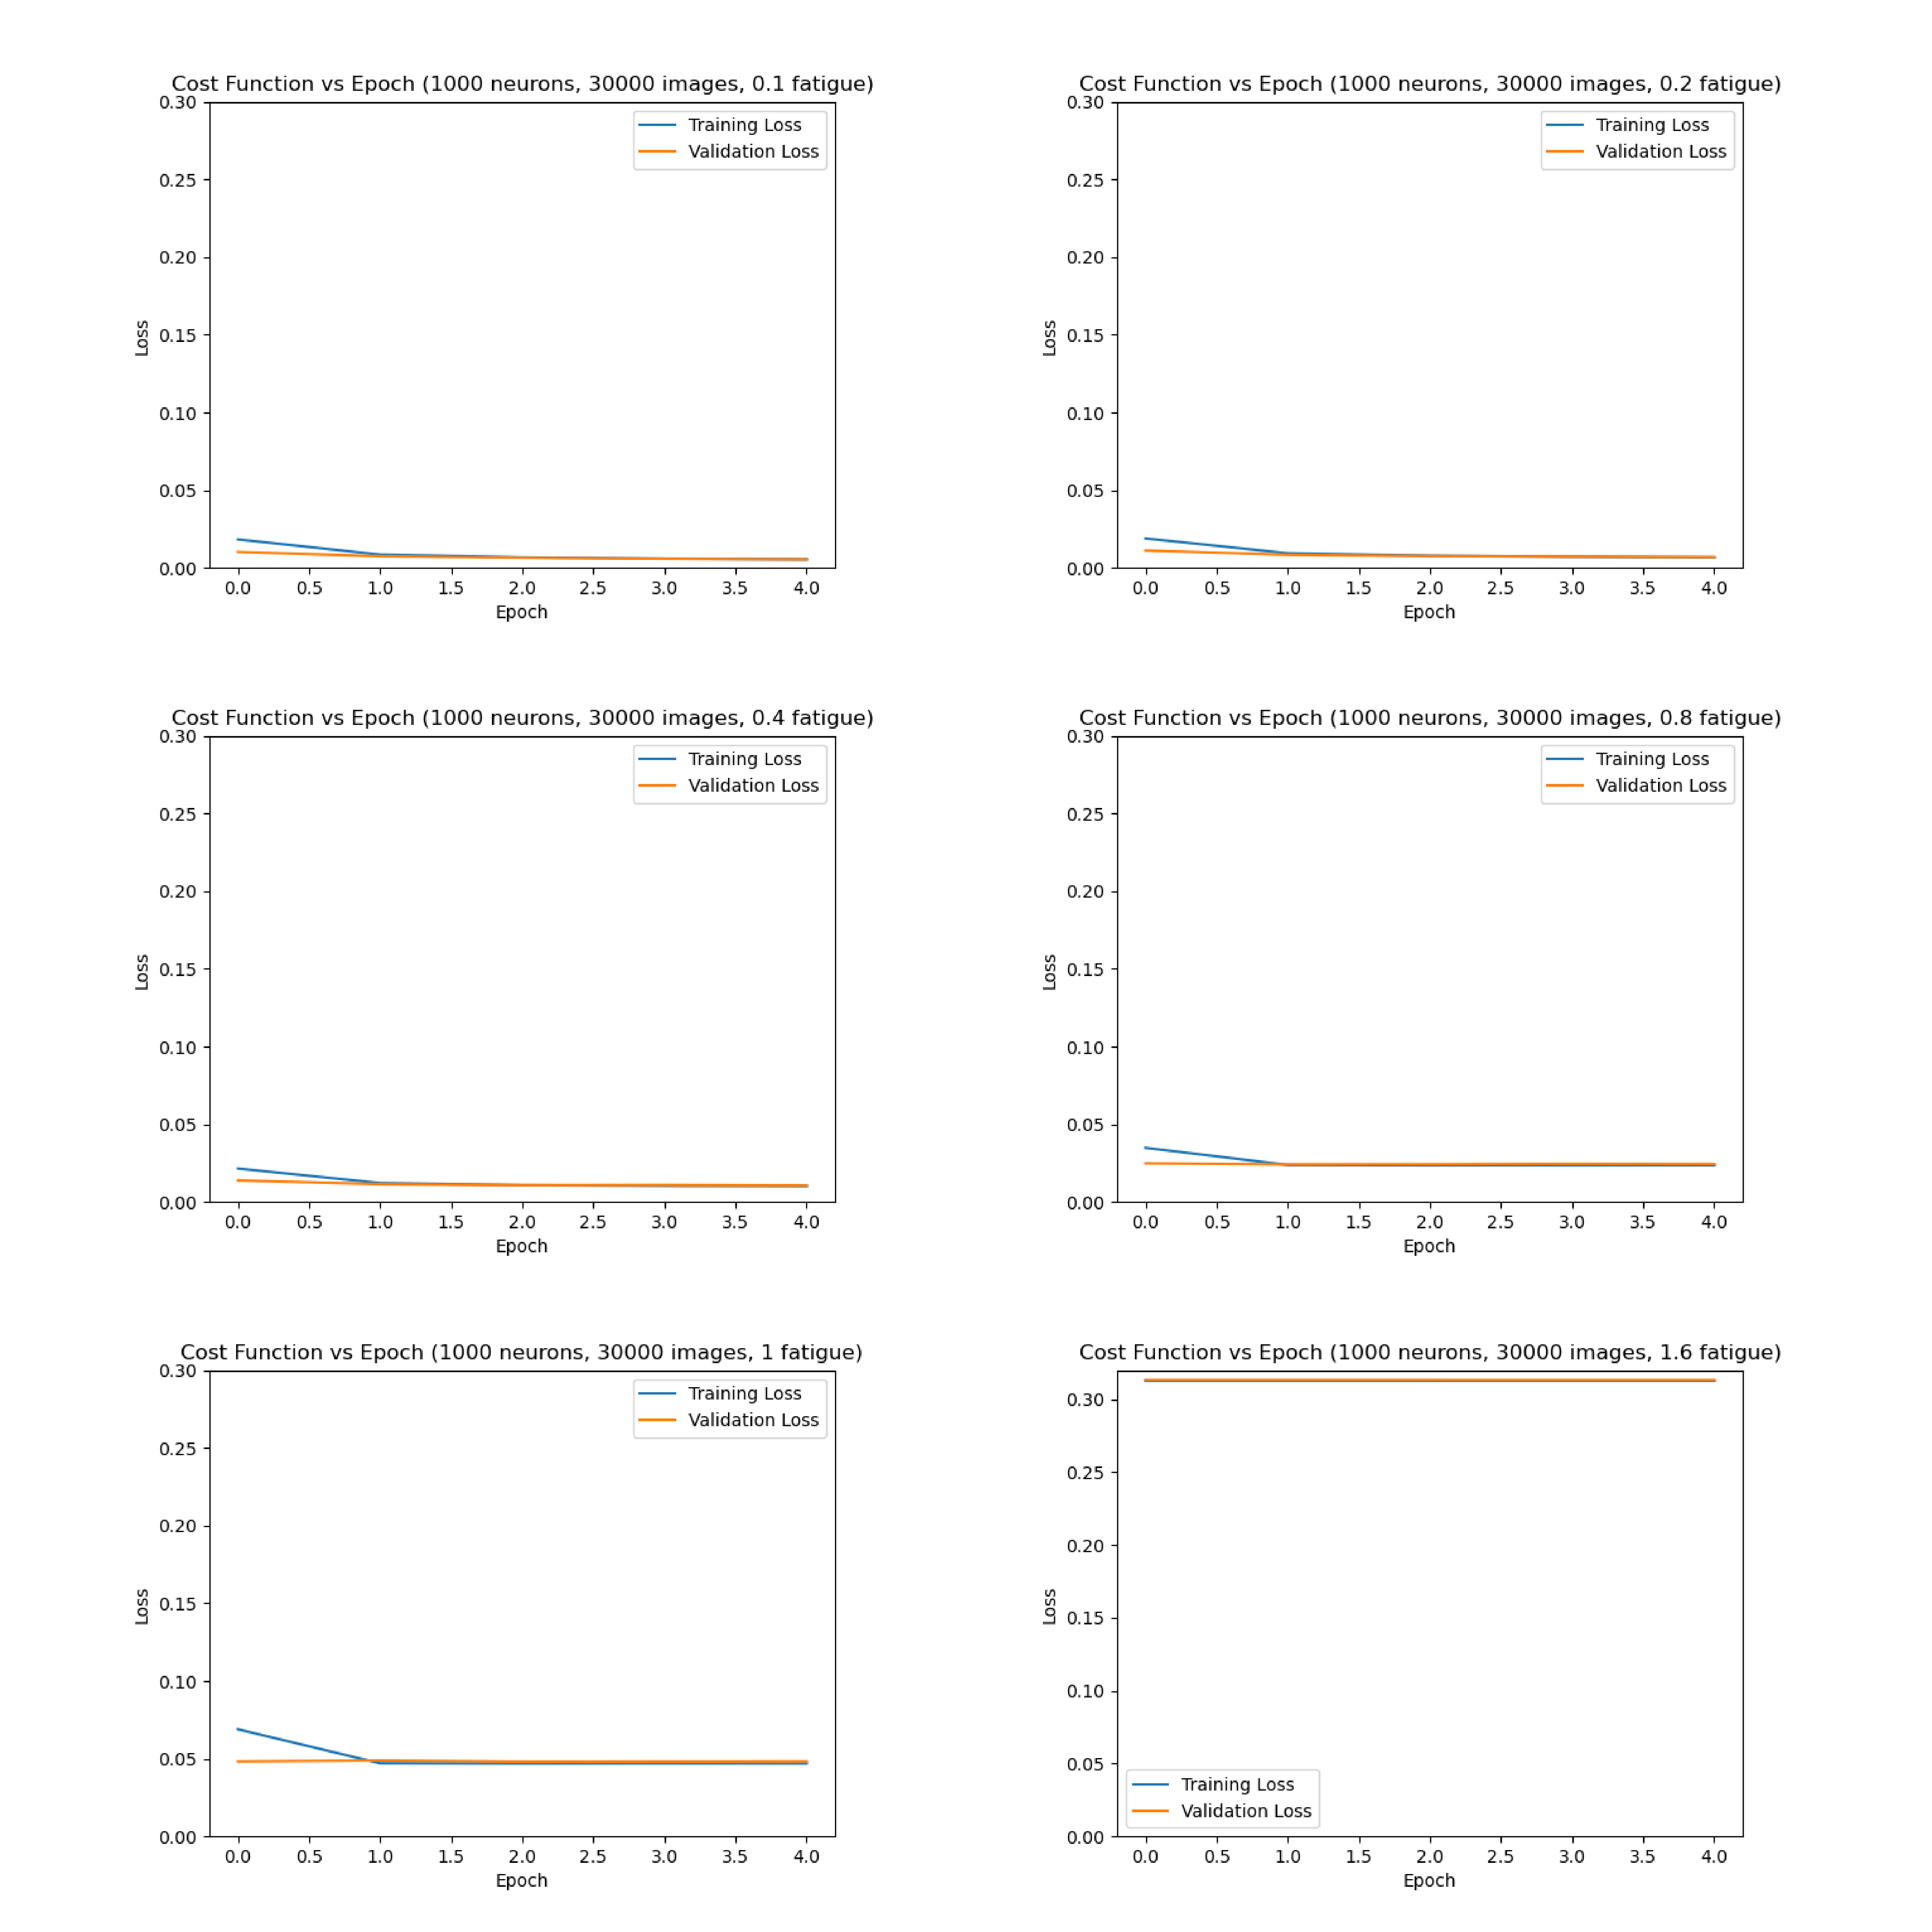 Cost Function vs Epoch (1000 neurons, 30000 images, 0.1 fatigue)
0.30
0.25
0.20
0.15
0.10
0.05
0.00
Loss
Training Loss
Validation Loss
0.0 0.5 1.0 1.5 2.0 2.5 3.0 3.5 4.0
Epoch
Cost Function vs Epoch (1000 neurons, 30000 images, 0.2 fatigue)
0.30
0.25
0.20
0.15
0.10
0.05
0.00
Loss
Training Loss
Validation Loss
0.0 0.5 1.0 1.5 2.0 2.5 3.0 3.5 4.0
Epoch
Cost Function vs Epoch (1000 neurons, 30000 images, 0.4 fatigue)
0.30
0.25
0.20
0.15
0.10
0.05
0.00
Loss
Training Loss
Validation Loss
0.0 0.5 1.0 1.5 2.0 2.5 3.0 3.5 4.0
Epoch
Cost Function vs Epoch (1000 neurons, 30000 images, 0.8 fatigue)
0.30
0.25
0.20
0.15
0.10
0.05
0.00
Loss
Training Loss
Validation Loss
0.0 0.5 1.0 1.5 2.0 2.5 3.0 3.5 4.0
Epoch
Cost Function vs Epoch (1000 neurons, 30000 images, 1 fatigue)
0.30
0.25
0.20
0.15
0.10
0.05
0.00
Loss
Training Loss
Validation Loss
0.0 0.5 1.0 1.5 2.0 2.5 3.0 3.5 4.0
Epoch
Cost Function vs Epoch (1000 neurons, 30000 images, 1.6 fatigue)
0.30
0.25
0.20
0.15
0.10
0.05
0.00
Loss
Training Loss
Validation Loss
0.0 0.5 1.0 1.5 2.0 2.5 3.0 3.5 4.0
Epoch